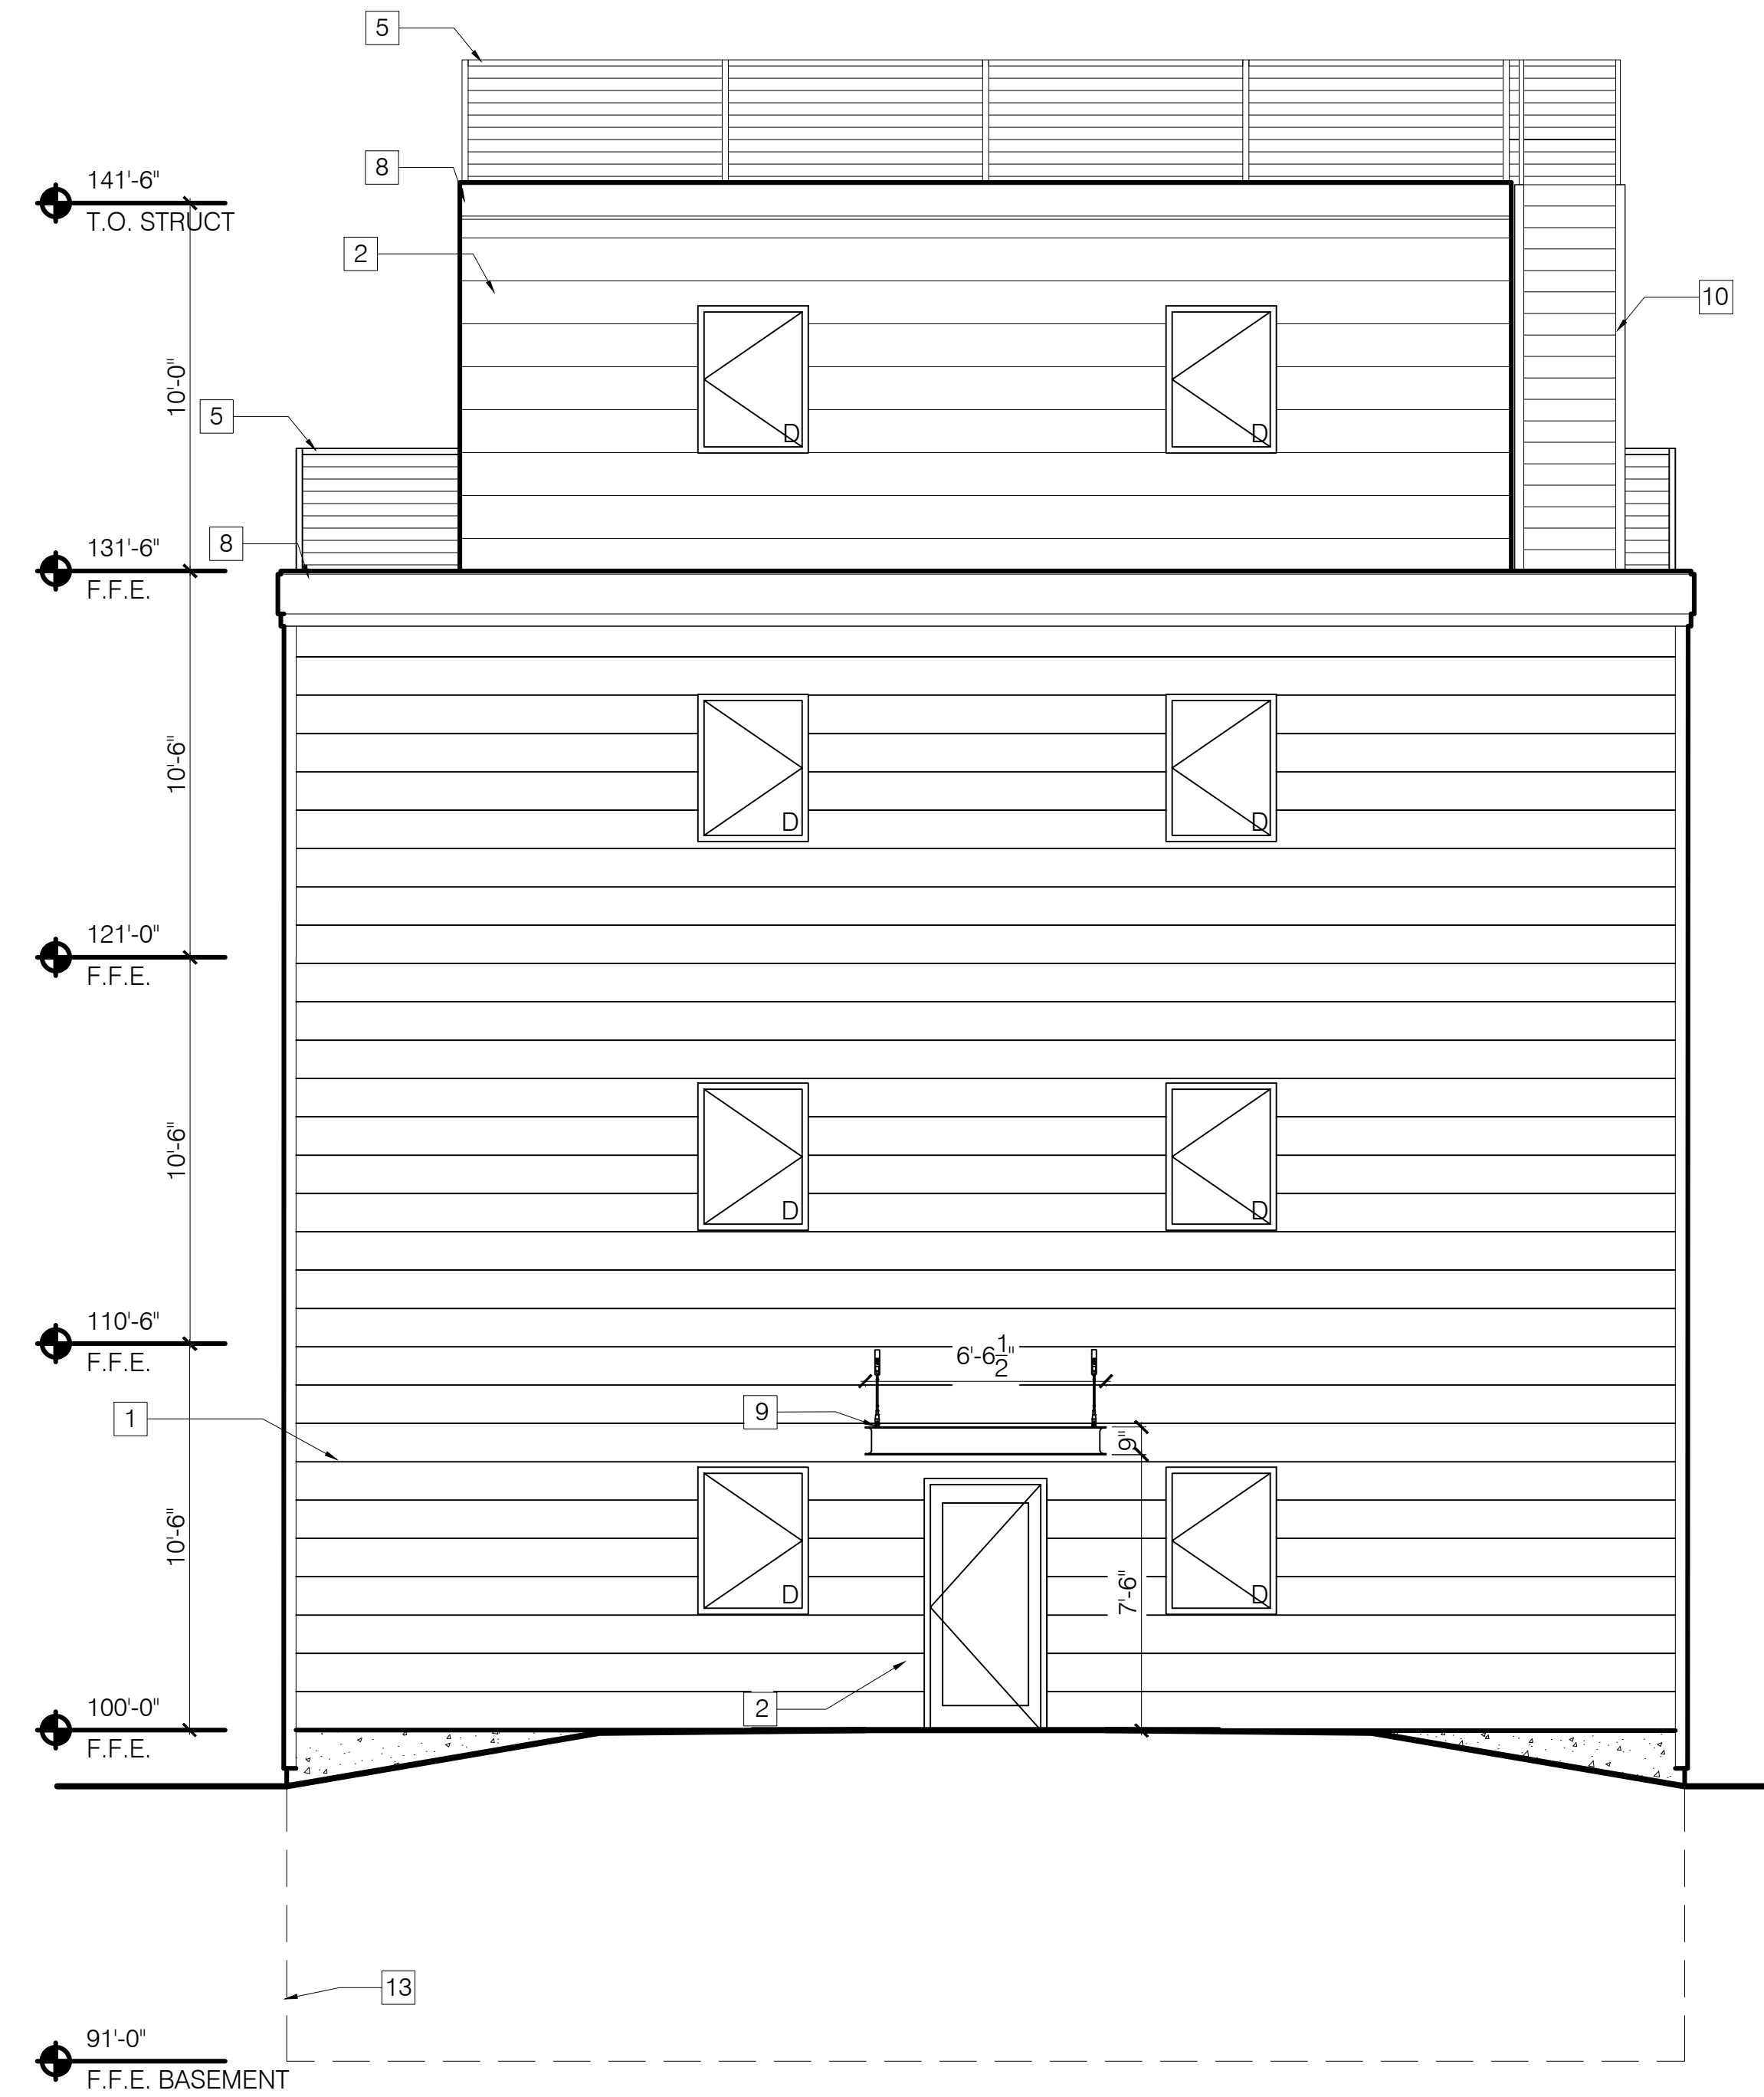 5
8
141'-6"
T.O. STRUCT
2
10
10'-0"
5
8
131'-6"
F.F.E.
D
D
10'-6"
D
D
121'-0"
F.F.E.
10'-6"
D
D
110'-6"
F.F.E.
6'-6 1/2"
9
9"
1
10'-6"
D
D
7'-6"
2
100'-0"
F.F.E.
13
91'-0"
F.F.E. BASEMENT